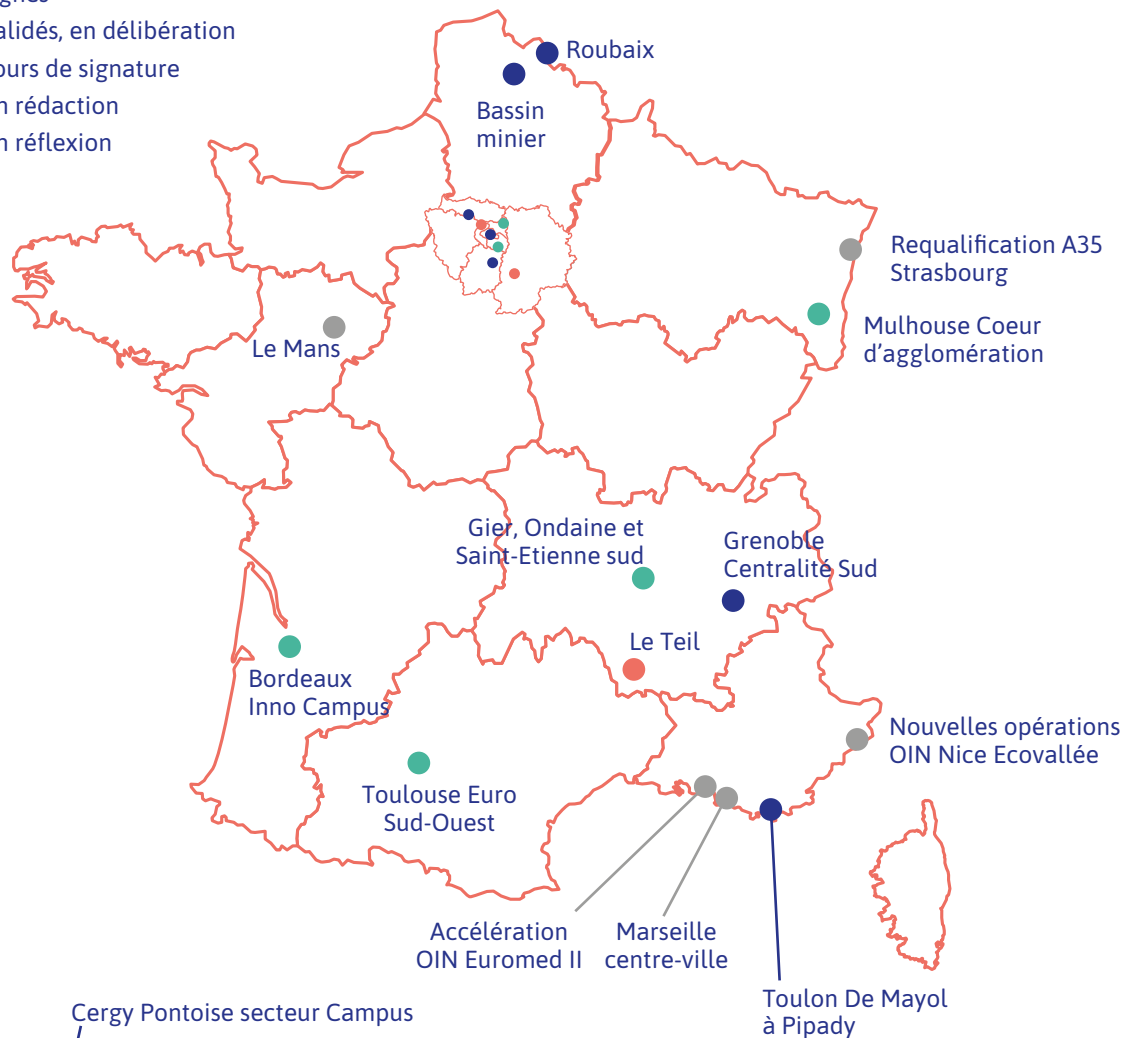 alidés, en délibération
ours de signature
n rédaction
n réflexion
Roubaix
Bassin
minier
Requalification A35
Strasbourg
Mulhouse Coeur
d'agglomération
Le Mans
Gier, Ondaine et
Saint-Etienne sud
Grenoble
Centralité Sud
Le Teil
Bordeaux
Inno Campus
Nouvelles opérations
OIN Nice Ecovallée
Toulouse Euro
Sud-Ouest
Accélération
OIN Euromed II
Marseille
centre-ville
Toulon De Mayol
à Pipady
Cergy Pontoise secteur Campus